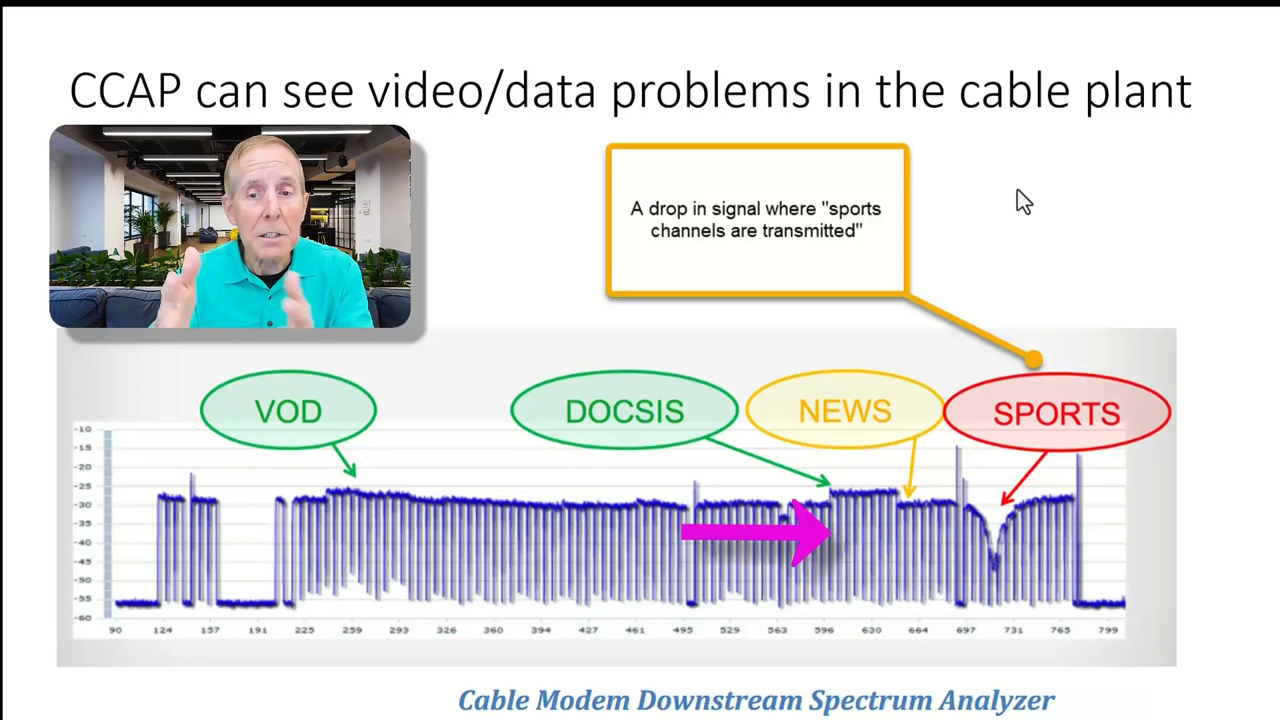 CCAP can see video/data problems in the cable plant
A drop in signal where "sports
channels are transmitted"
VOD
DOCSIS
NEWS
SPORTS
-10
-15
-20
-25
-30
-35
-40
-45
-50
-55
-60
90 124 157 191 225 259 293 326 360 394 427 461 495 529 563 596 630 664 697 731 765 799
Cable Modem Downstream Spectrum Analyzer